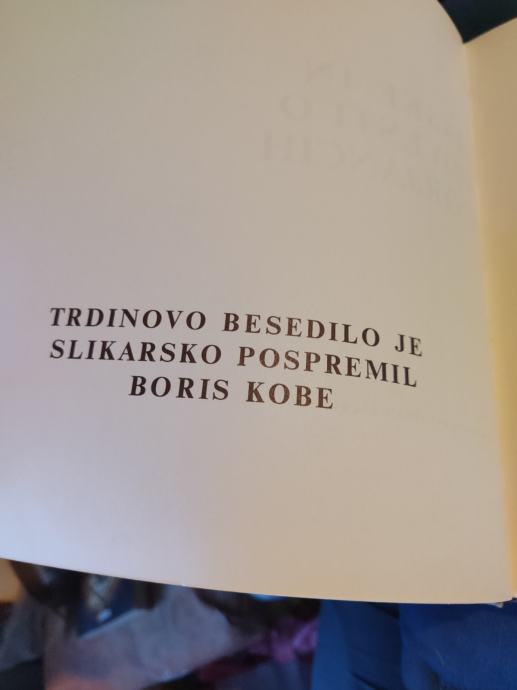 TRDINOVO BESEDILO JE
SLIKARSKO POSPREMIL
BORIS KOBE